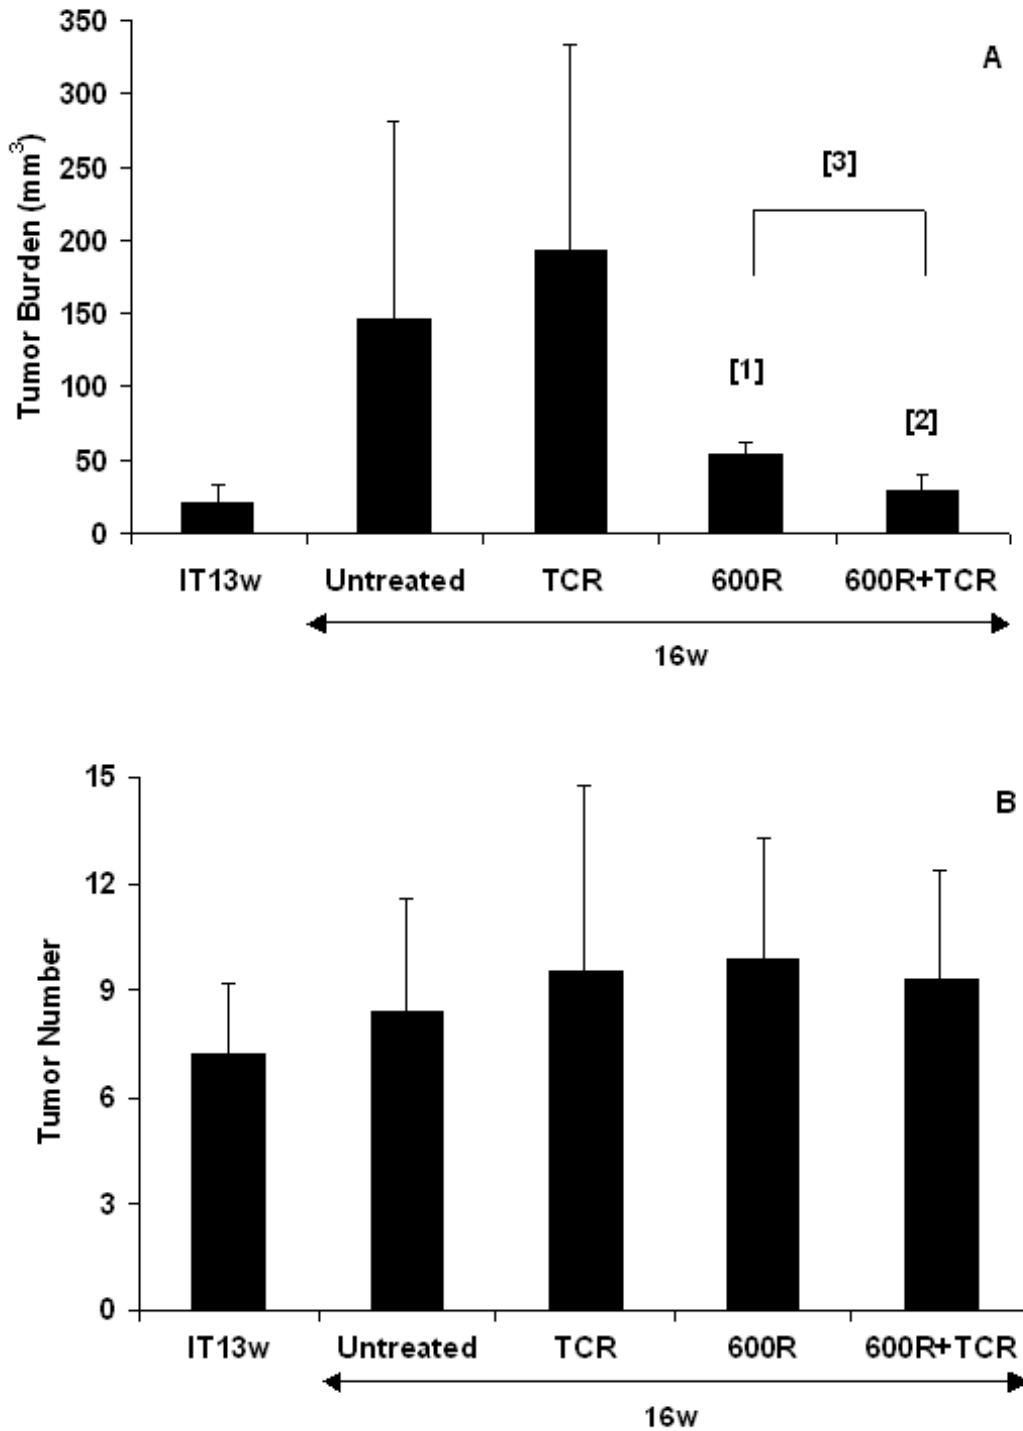 A
350
300
250
200
150
100
50
0
Tumor Burden (mm³)
[3]
[1]
[2]
IT13w Untreated TCR 600R 600R+TCR
16w
B
15
12
9
6
3
0
Tumor Number
IT13w Untreated TCR 600R 600R+TCR
16w